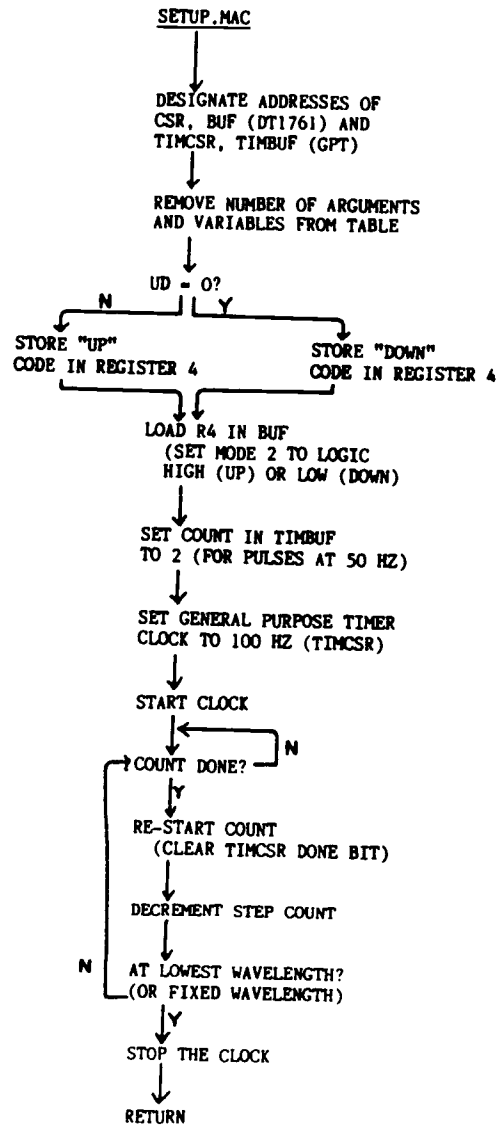 SETUP.MAC
DESIGNATE ADDRESSES OF
CSR, BUF (DT1761) AND
TIMCSR, TIMBUF (GPT)
REMOVE NUMBER OF ARGUMENTS
AND VARIABLES FROM TABLE
UD = 0?
N
Y
STORE "UP"
CODE IN REGISTER 4
STORE "DOWN"
CODE IN REGISTER 4
LOAD R4 IN BUF
(SET MODE 2 TO LOGIC
HIGH (UP) OR LOW (DOWN)
SET COUNT IN TIMBUF
TO 2 (FOR PULSES AT 50 HZ)
SET GENERAL PURPOSE TIMER
CLOCK TO 100 HZ (TIMCSR)
START CLOCK
N
COUNT DONE?
Y
RE-START COUNT
(CLEAR TIMCSR DONE BIT)
DECREMENT STEP COUNT
N
AT LOWEST WAVELENGTH?
(OR FIXED WAVELENGTH)
Y
STOP THE CLOCK
RETURN